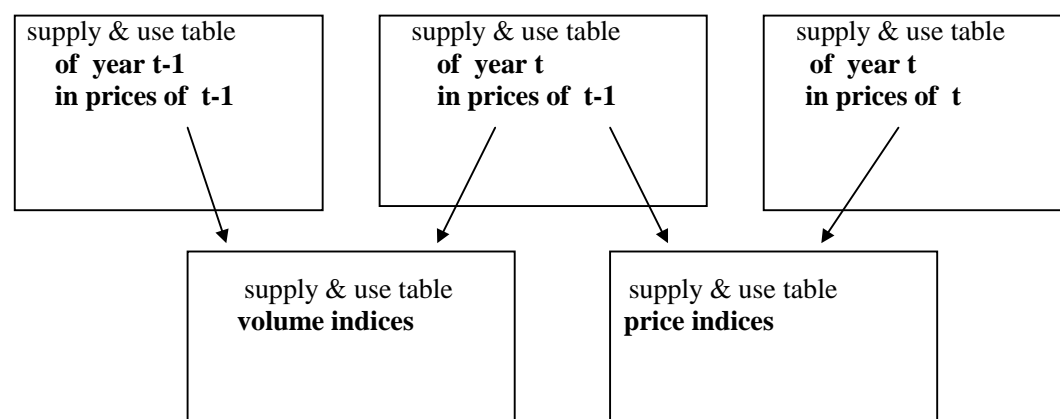 supply & use table
of year t-1
in prices of t-1
supply & use table
of year t
in prices of t-1
supply & use table
of year t
in prices of t
supply & use table
volume indices
supply & use table
price indices